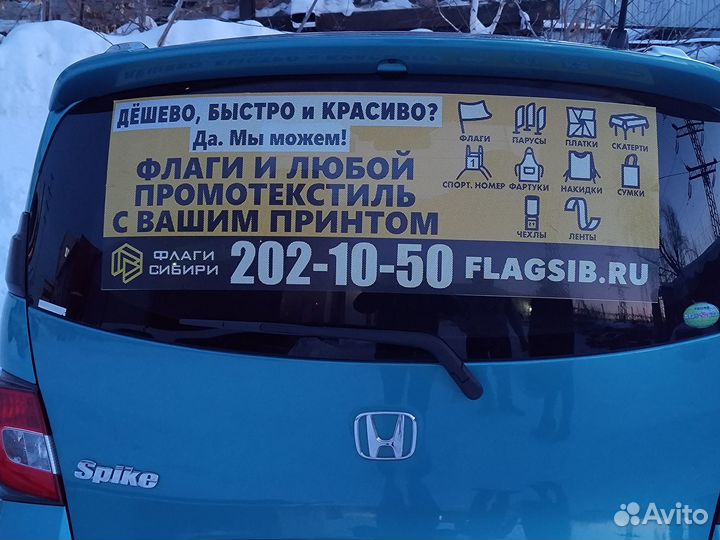 ДЁШЕВО, БЫСТРО и КРАСИВО?
Да. Мы можем!
ФЛАГИ И ЛЮБОЙ
ПРОМОТЕКСТИЛЬ
С ВАШИМ ПРИНТОМ
ФЛАГИ ПАРУСЫ ПЛАТКИ СКАТЕРТИ
1
СПОРТ. НОМЕР ФАРТУКИ НАКИДКИ СУМКИ
ЧЕХЛЫ ЛЕНТЫ
ФЛАГИ
СИБИРИ
202-10-50 FLAGSIB.RU
Spike
Avito